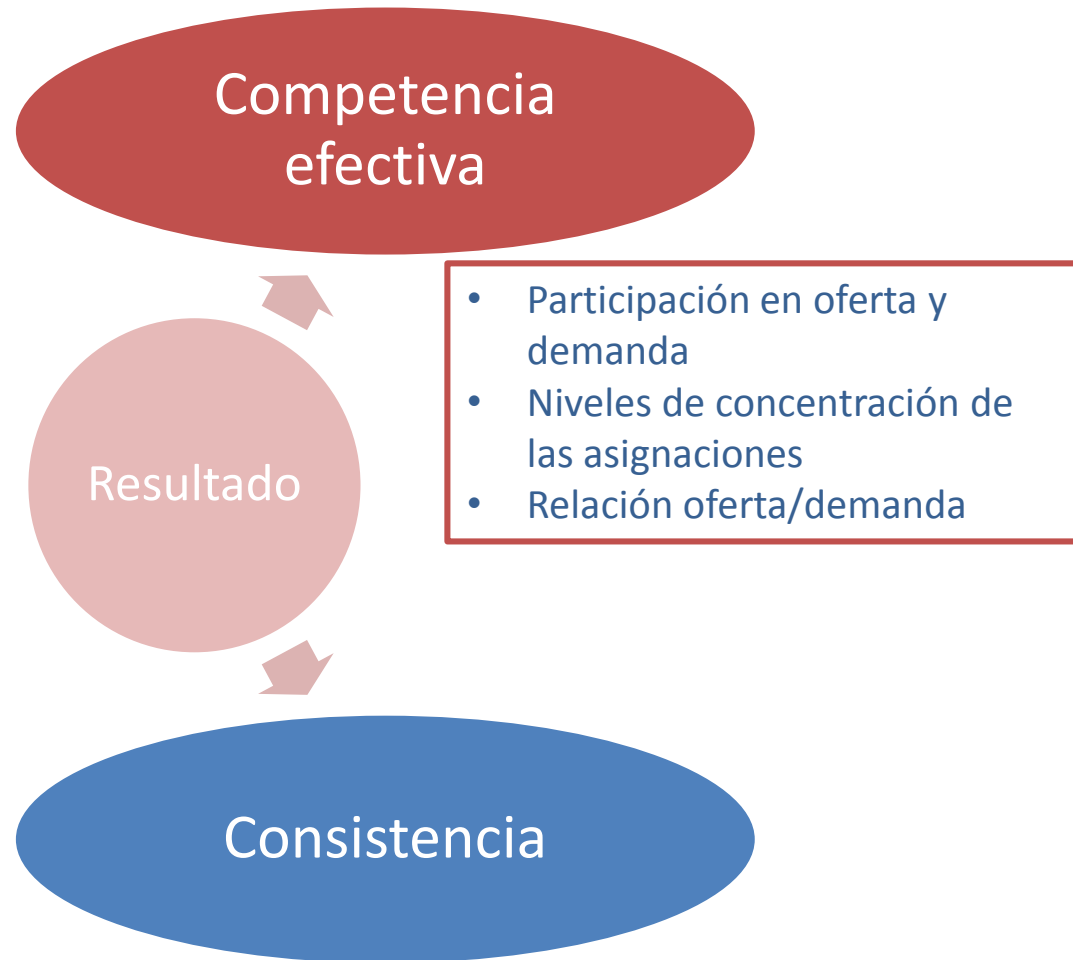 Competencia
efectiva
• Participación en oferta y
demanda
• Niveles de concentración de
las asignaciones
• Relación oferta/demanda
Resultado
Consistencia